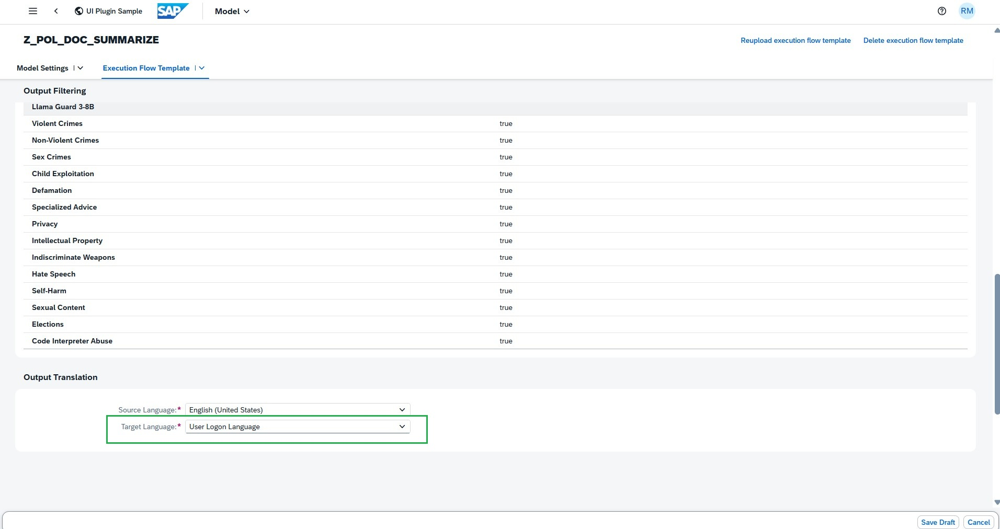 UI Plugin Sample SAP Model RM
Z_POL_DOC_SUMMARIZE
Reupload execution flow template Delete execution flow template
Model Settings Execution Flow Template
Output Filtering
Llama Guard 3-8B
Violent Crimes true
Non-Violent Crimes true
Sex Crimes true
Child Exploitation true
Defamation true
Specialized Advice true
Privacy true
Intellectual Property true
Indiscriminate Weapons true
Hate Speech true
Self-Harm true
Sexual Content true
Elections true
Code Interpreter Abuse true
Output Translation
Source Language:* English (United States)
Target Language:* User Logon Language
Save Draft Cancel